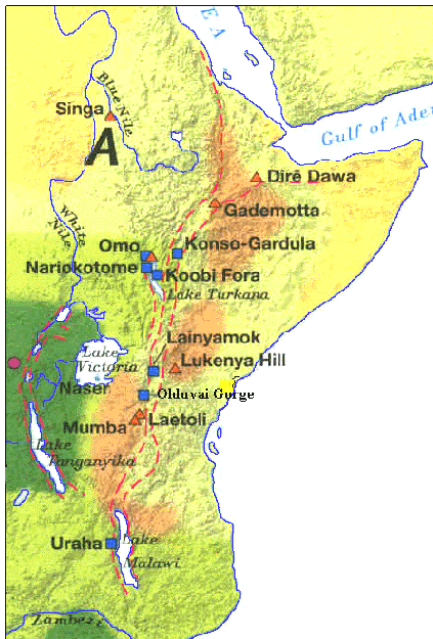 EA
Blue Nile
Singa
A
Gulf of Aden
Dirê Dawa
Gademotta
White
Nile
Omo
Konso-Gardula
Nariokotome
Koobi Fora
Lake Turkana
Lainyamok
Lake
Victoria
Lukenya Hill
Naser
Olduvai Gorge
Mumba
Laetoli
Lake
Tanganyika
Uraha
Lake
Malawi
Zambezi